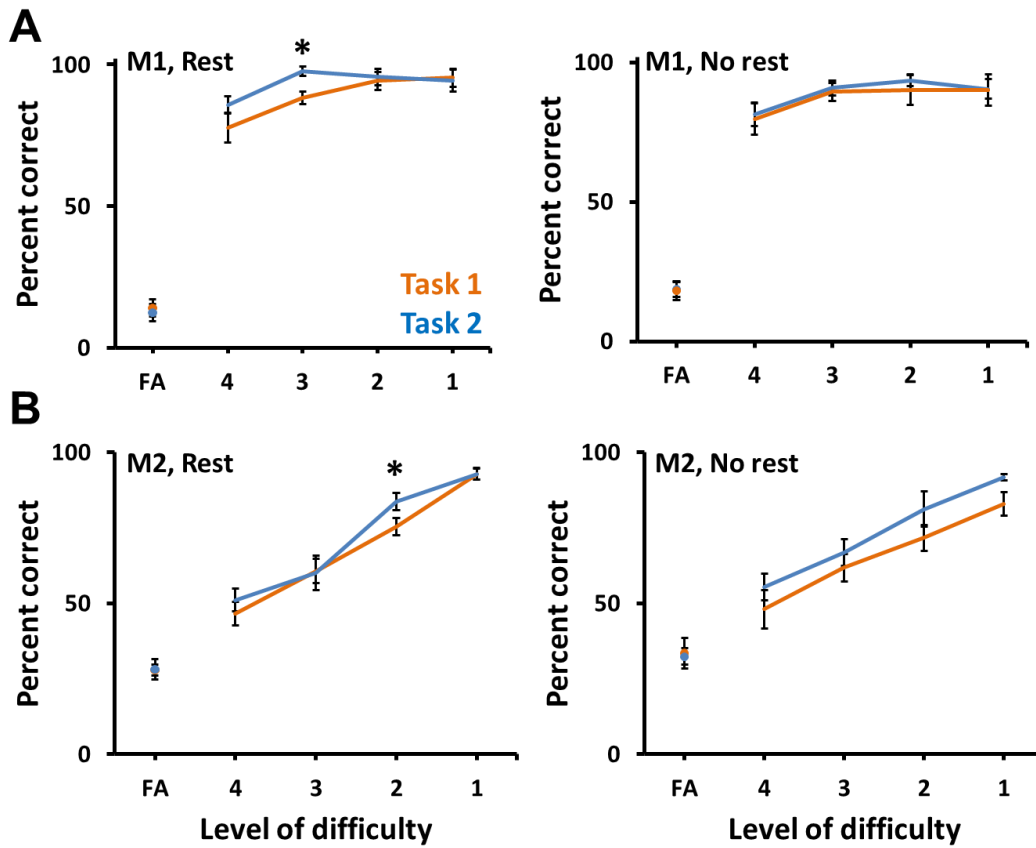 A
M1, Rest
*
100
50
0
Percent correct
Task 1
Task 2
FA 4 3 2 1
M1, No rest
100
50
0
Percent correct
FA 4 3 2 1
B
M2, Rest
*
100
50
0
Percent correct
FA 4 3 2 1
Level of difficulty
M2, No rest
100
50
0
Percent correct
FA 4 3 2 1
Level of difficulty